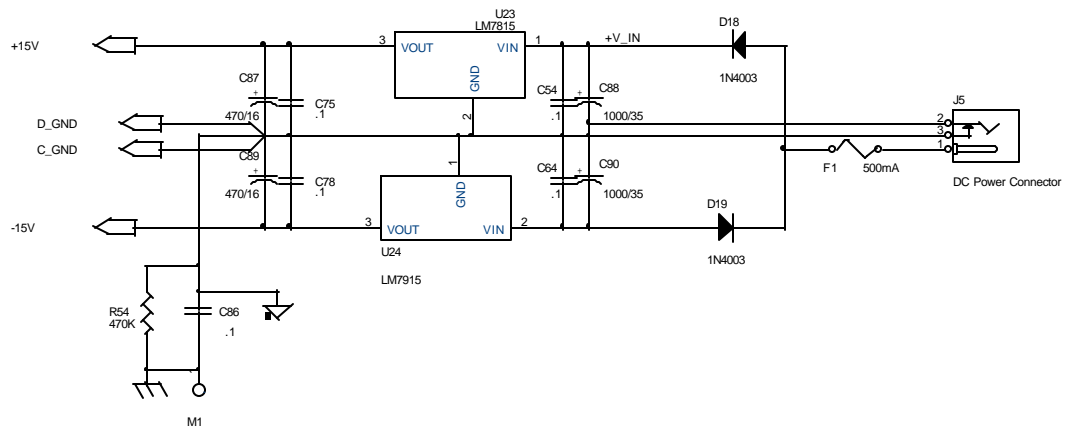 U23
LM7815
D18
+15V
3
VOUT
VIN
1
+V_IN
GND
1N4003
C87
+
C75
470/16
.1
2
C54
.1
+
C88
1000/35
J5
D_GND
C_GND
2
3
1
C89
+
C78
470/16
.1
1
GND
C64
.1
+
C90
1000/35
F1
500mA
DC Power Connector
D19
-15V
3
VOUT
VIN
2
U24
1N4003
LM7915
R54
470K
C86
.1
M1